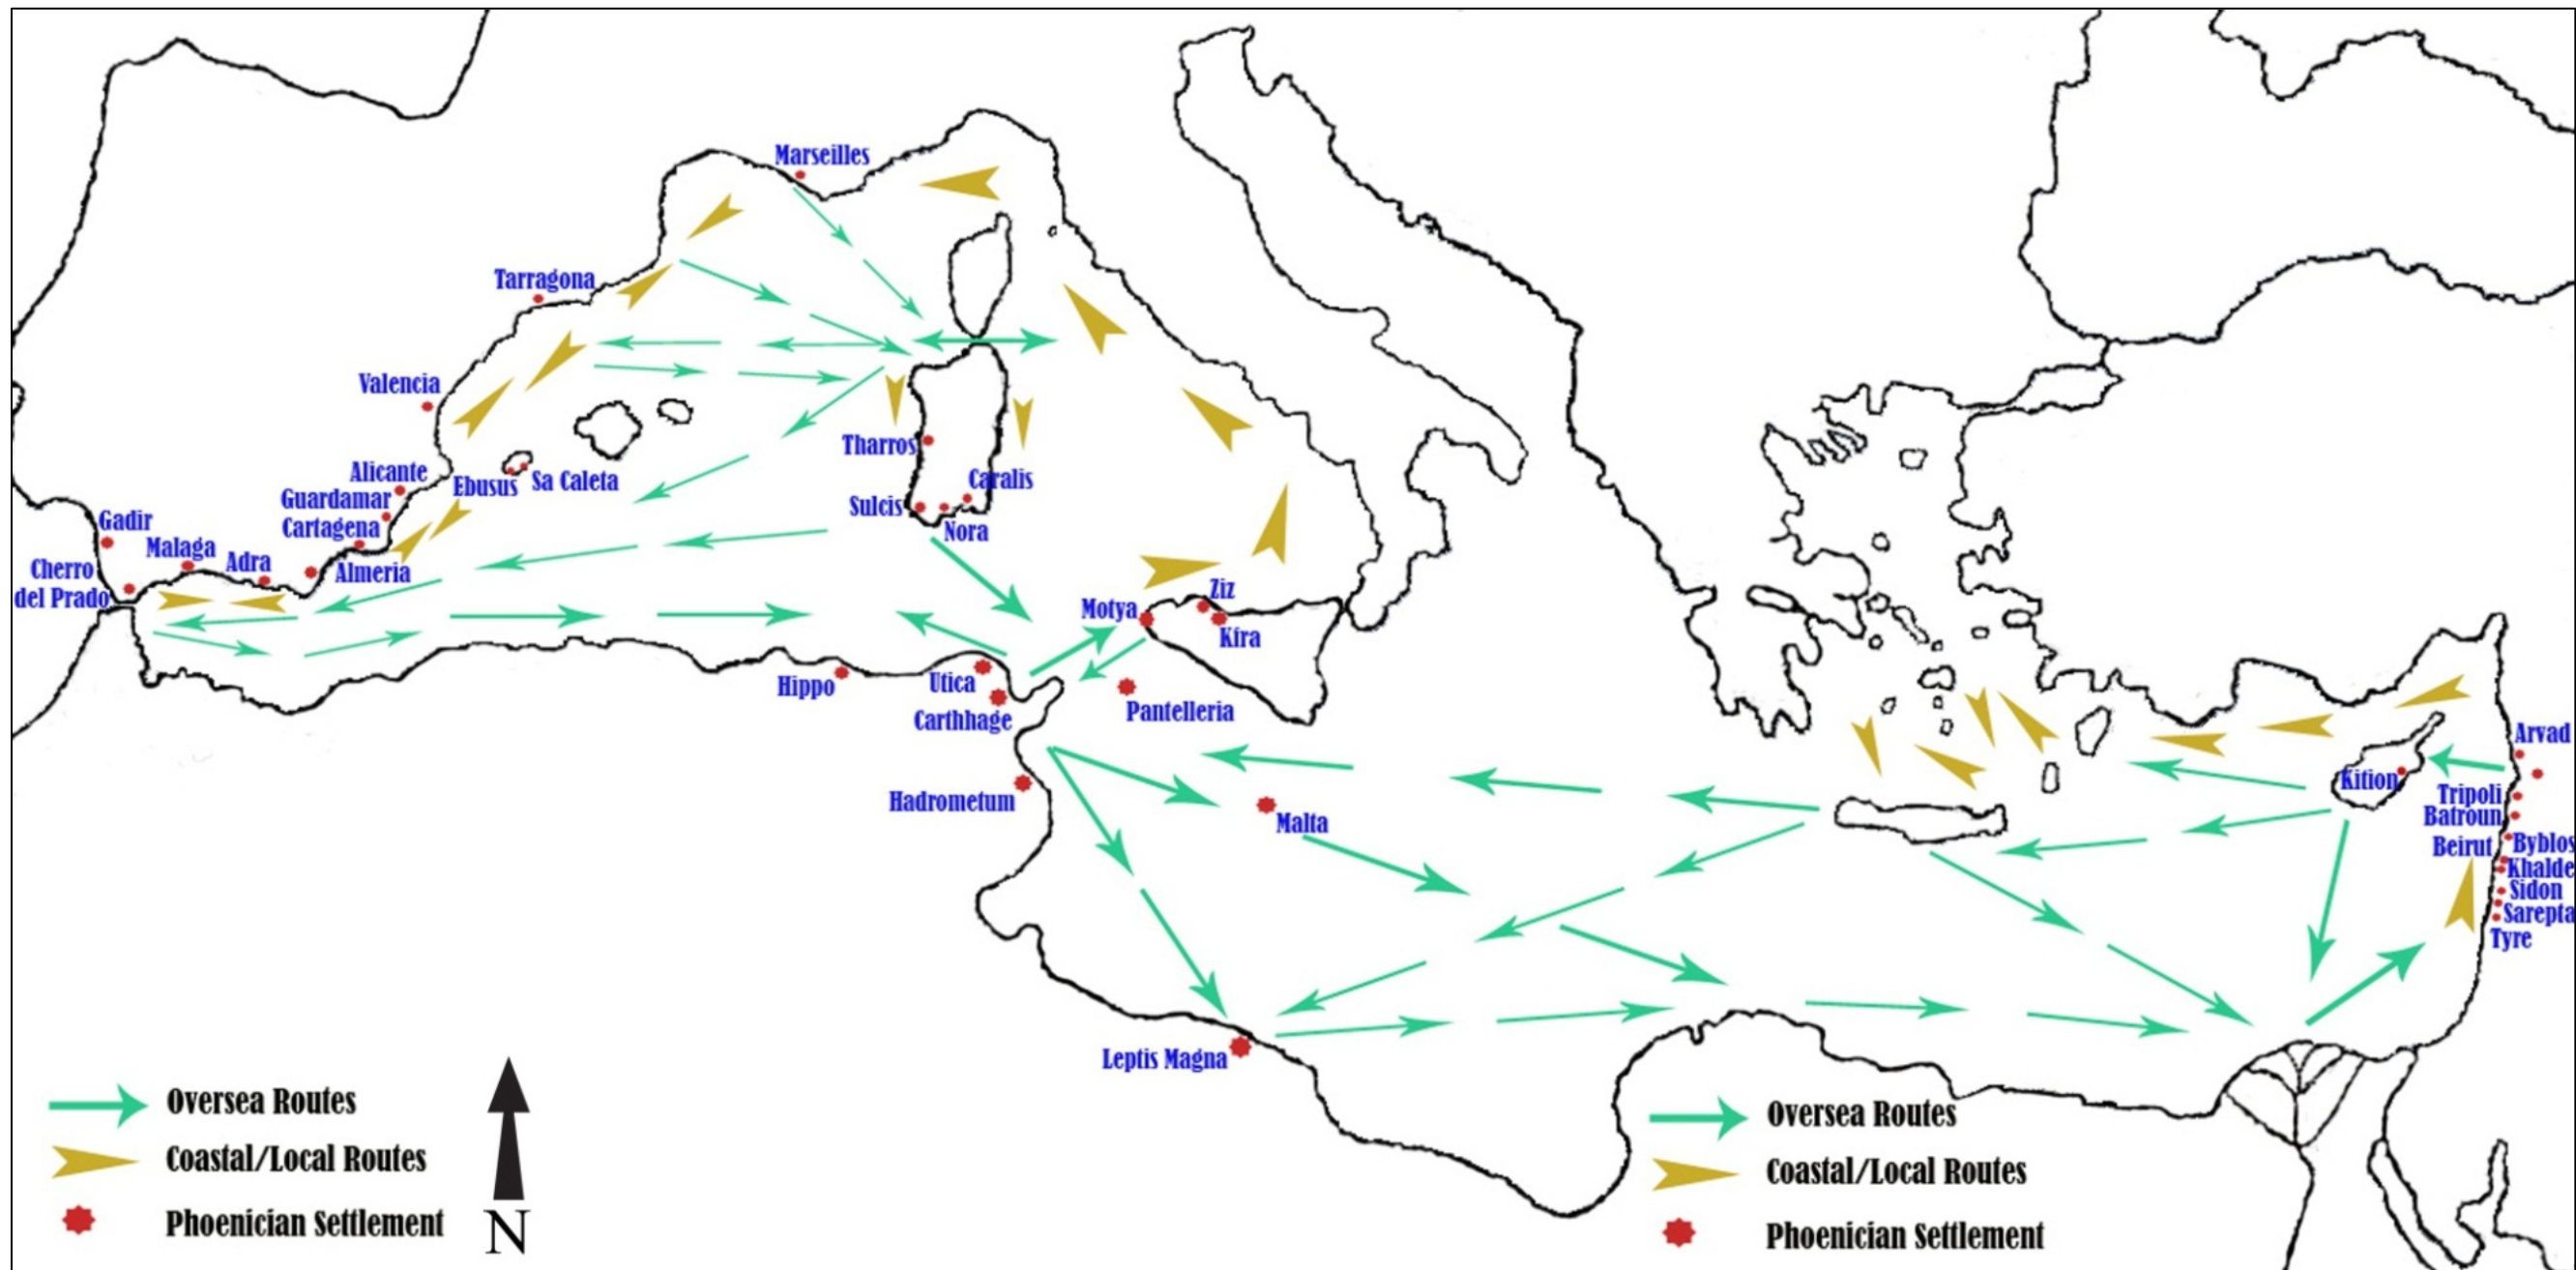 Marseilles
Tarragona
Valencia
Alicante
Guardamar
Cartagena
Ebusus
Sa Caleta
Tharros
Caralis
Sulcis
Nora
Gadir
Malaga
Adra
Almeria
Cherro
del Prado
Motya
Ziz
Kira
Hippo
Utica
Carthhage
Pantelleria
Hadrometum
Malta
Leptis Magna
Arvad
Kition
Tripoli
Batroun
Beirut
Byblos
Khalde
Sidon
Sarepta
Tyre
Oversea Routes
Coastal/Local Routes
Phoenician Settlement
N
Oversea Routes
Coastal/Local Routes
Phoenician Settlement